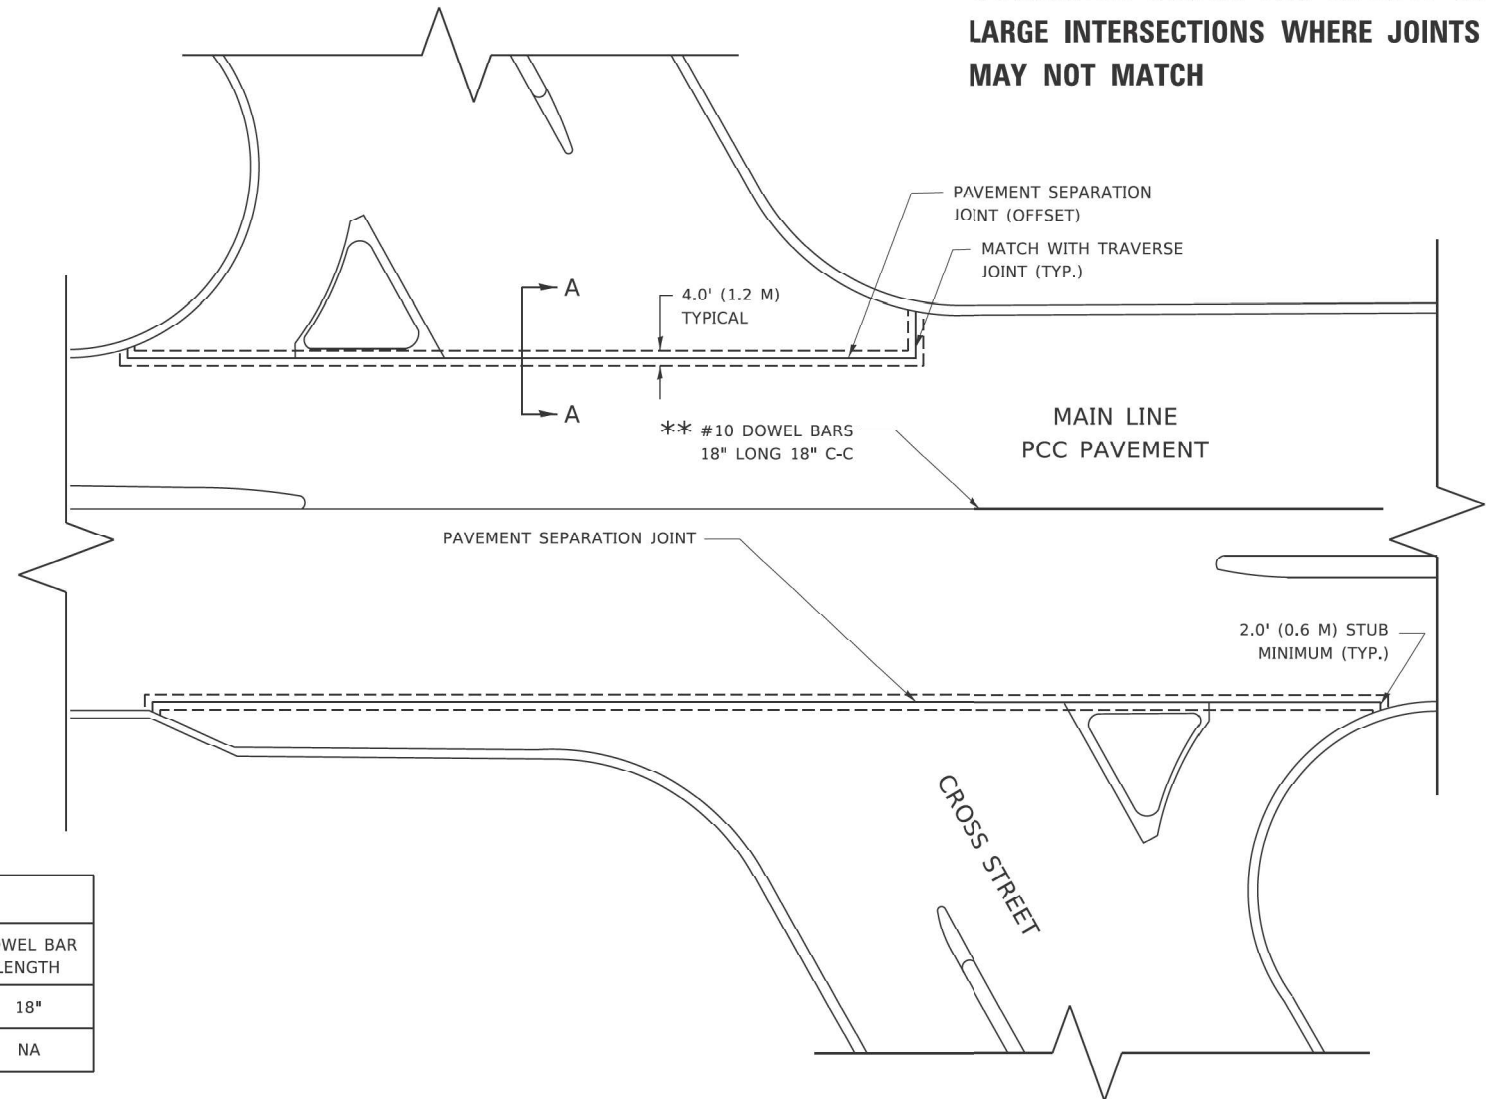 LARGE INTERSECTIONS WHERE JOINTS
MAY NOT MATCH
PAVEMENT SEPARATION
JOINT (OFFSET)
MATCH WITH TRAVERSE
JOINT (TYP.)
A
4.0' (1.2 M)
TYPICAL
A
** #10 DOWEL BARS
18" LONG 18" C-C
MAIN LINE
PCC PAVEMENT
PAVEMENT SEPARATION JOINT
2.0' (0.6 M) STUB
MINIMUM (TYP.)
CROSS STREET
BAR
LENGTH
18"
NA